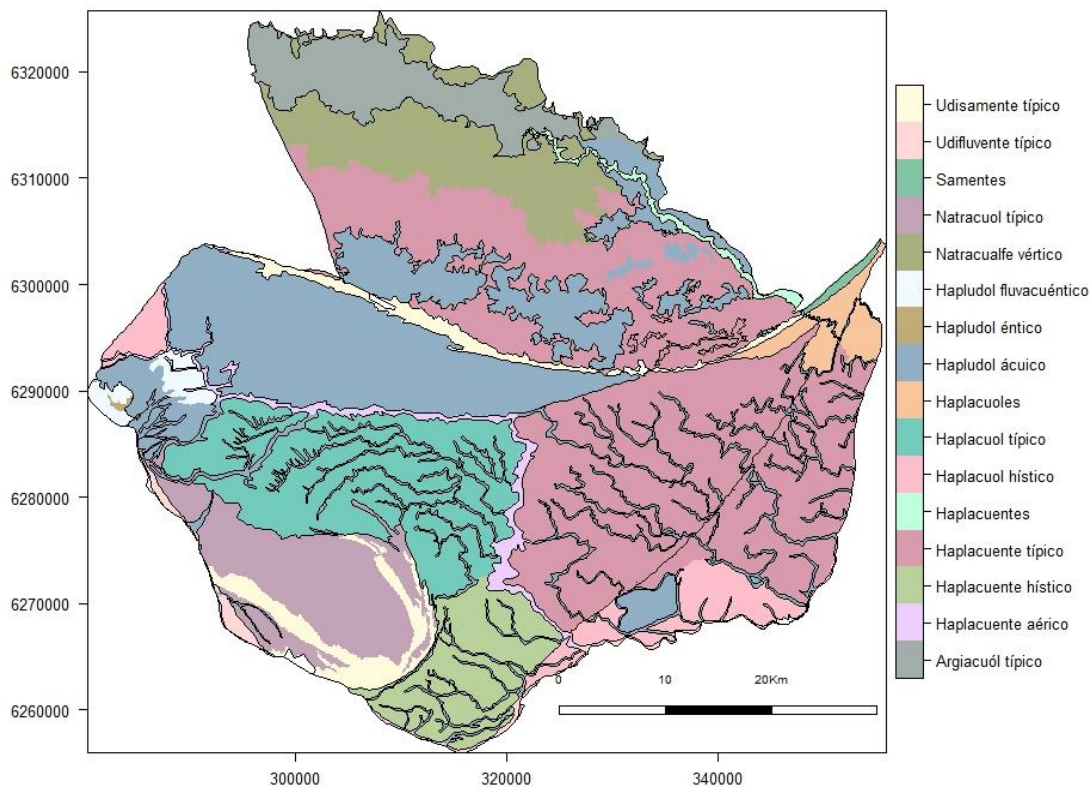 6320000
6310000
6300000
6290000
6280000
6270000
6260000
300000
320000
340000
0
10
20Km
Udisamente típico
Udifluvente típico
Samentes
Natracuol típico
Natracualfe vértico
Hapludol fluvacuéntico
Hapludol éntico
Hapludol ácuico
Haplacuoles
Haplacuol típico
Haplacuol hístico
Haplacuentes
Haplacuente típico
Haplacuente hístico
Haplacuente aérico
Argiacuól típico